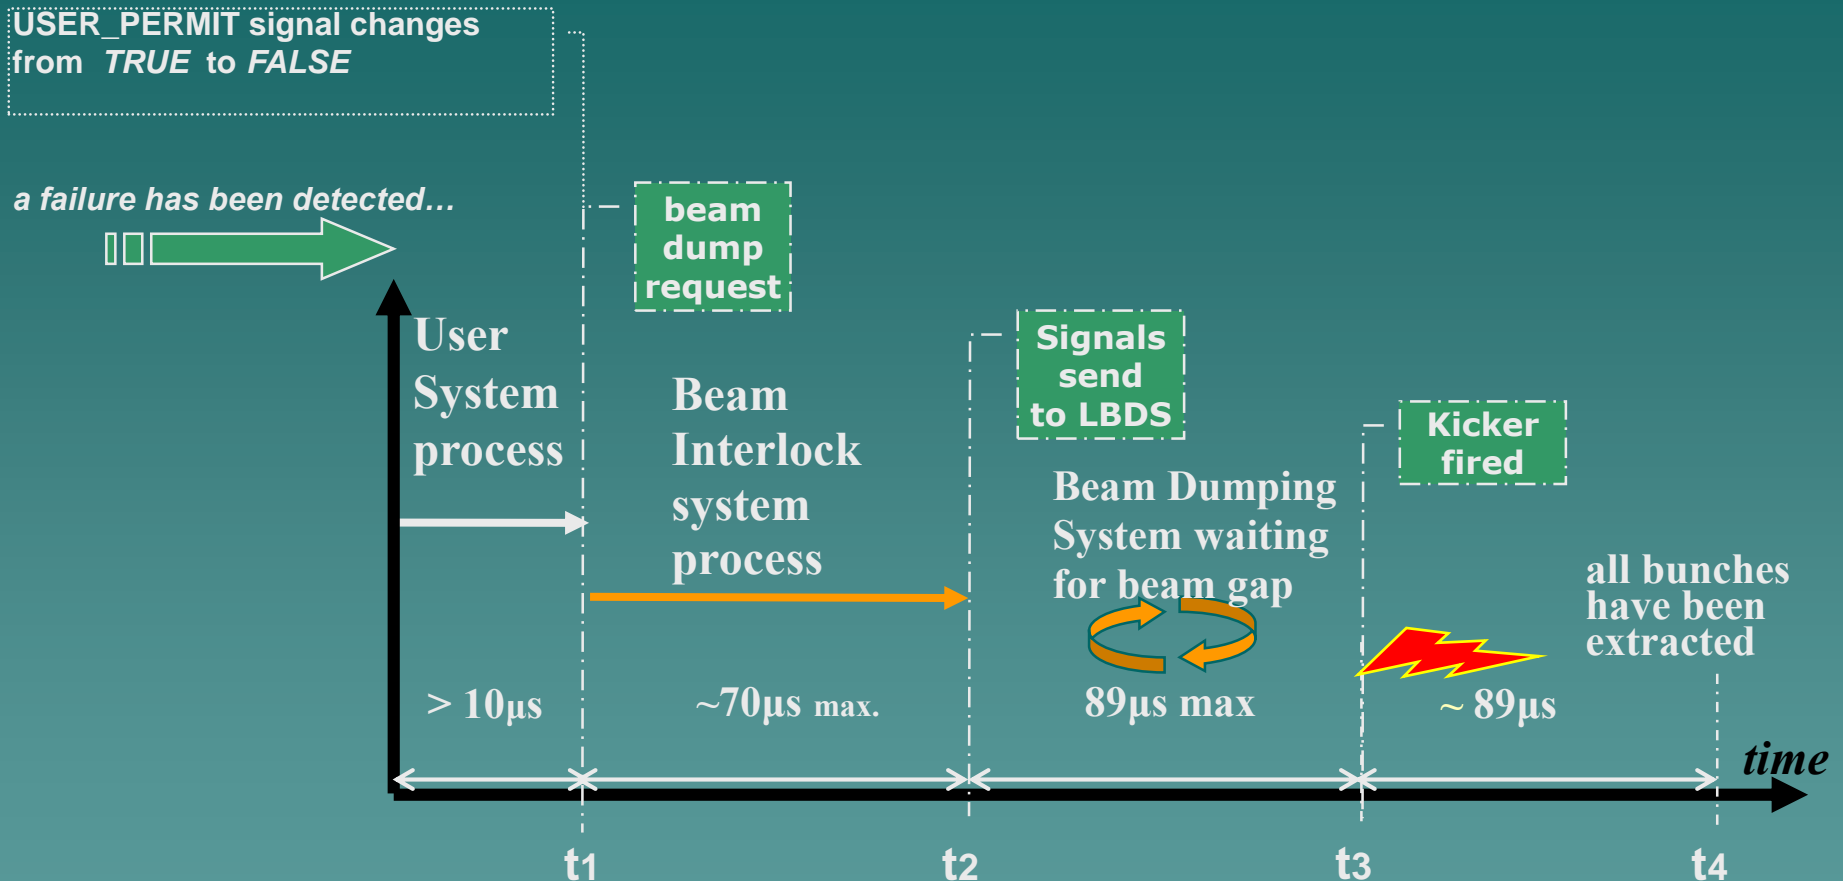 USER_PERMIT signal changes
from TRUE to FALSE
a failure has been detected...
beam
dump
request
User
System
process
Signals
send
to LBDS
Beam
Interlock
system
process
Kicker
fired
Beam Dumping
System waiting
for beam gap
all bunches
have been
extracted
> 10µs
~70µs max.
89µs max
~ 89µs
time
t1
t2
t3
t4